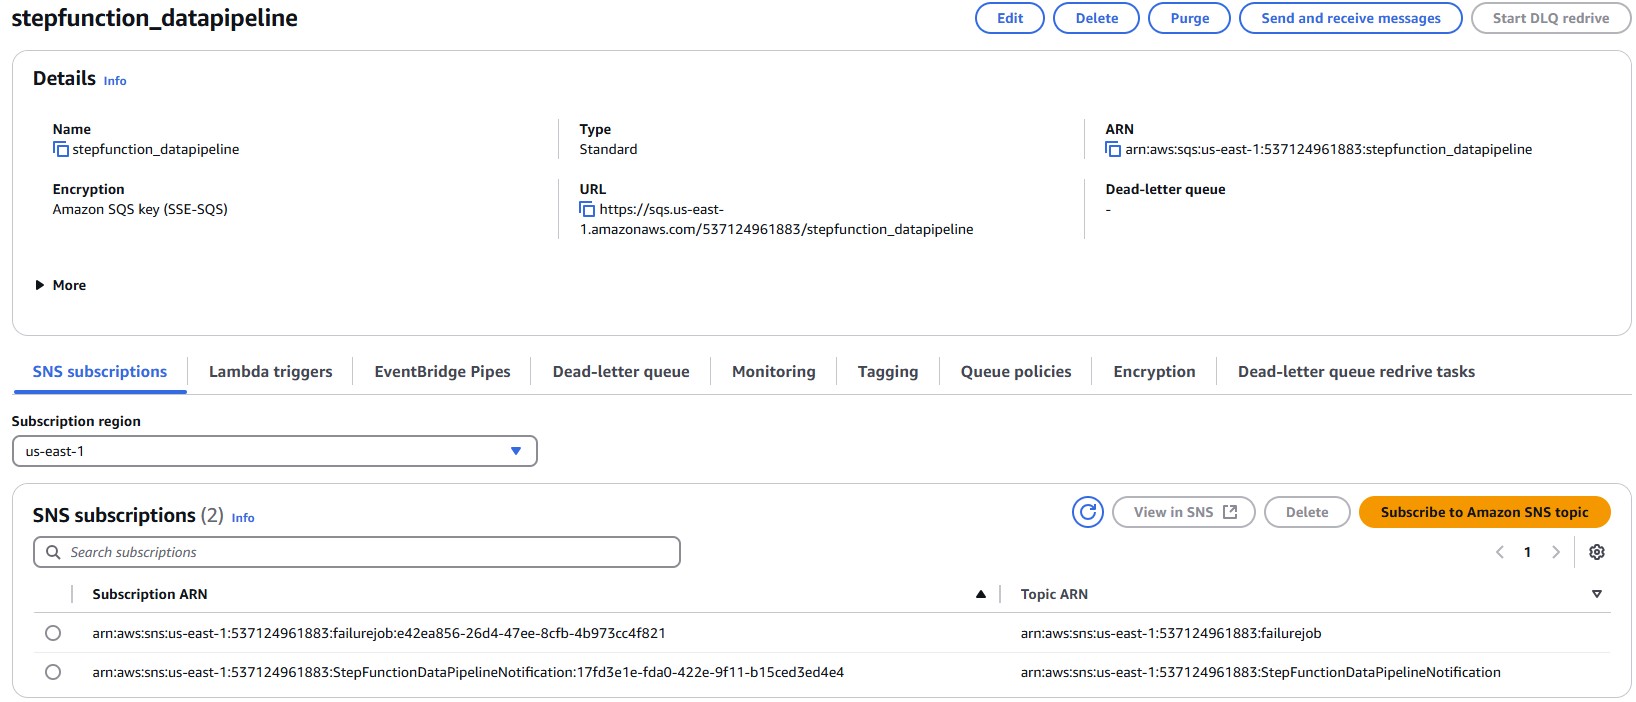 stepfunction_datapipeline
Edit Delete Purge Send and receive messages Start DLQ redrive
Details Info
Name Type ARN
stepfunction_datapipeline Standard arn:aws:sqs:us-east-1:537124961883:stepfunction_datapipeline
Encryption URL Dead-letter queue
Amazon SQS key (SSE-SQS) https://sqs.us-east- -
1.amazonaws.com/537124961883/stepfunction_datapipeline
More
SNS subscriptions Lambda triggers EventBridge Pipes Dead-letter queue Monitoring Tagging Queue policies Encryption Dead-letter queue redrive tasks
Subscription region
us-east-1
SNS subscriptions (2) Info View in SNS Delete Subscribe to Amazon SNS topic
Search subscriptions 1
Subscription ARN Topic ARN
arn:aws:sns:us-east-1:537124961883:failurejob:e42ea856-26d4-47ee-8cfb-4b973cc4f821 arn:aws:sns:us-east-1:537124961883:failurejob
arn:aws:sns:us-east-1:537124961883:StepFunctionDataPipelineNotification:17fd3e1e-fda0-422e-9f11-b15ced3ed4e4 arn:aws:sns:us-east-1:537124961883:StepFunctionDataPipelineNotification